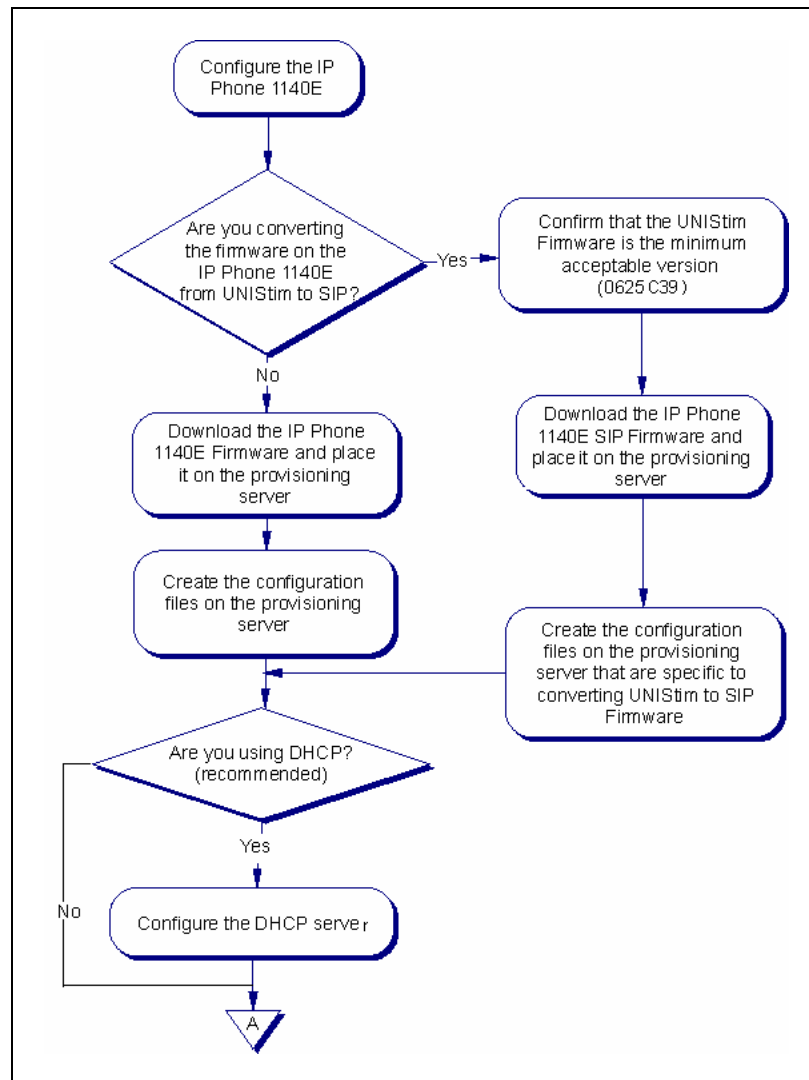 Configure the IP
Phone 1140E
Are you converting
the firmware on the
IP Phone 1140E
from UNIStim to SIP?
Yes
Confirm that the UNIStim
Firmware is the minimum
acceptable version
(0625C39)
No
Download the IP Phone
1140E Firmware and place
it on the provisioning
server
Download the IP Phone
1140E SIP Firmware and
place it on the provisioning
server
Create the configuration
files on the provisioning
server
Create the configuration
files on the provisioning
server that are specific to
converting UNIStim to SIP
Firmware
Are you using DHCP?
(recommended)
Yes
No
Configure the DHCP server
A